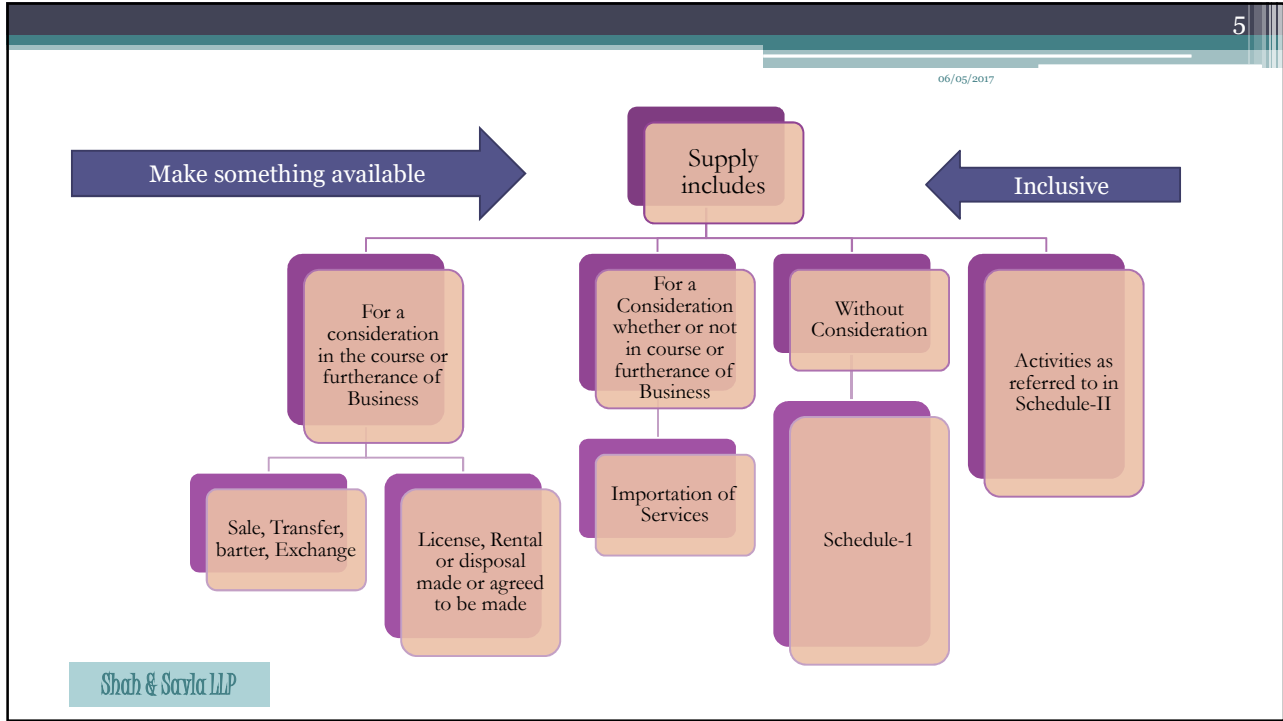 5
06/05/2017
Make something available
Supply
includes
Inclusive
For a
consideration
in the course or
furtherance of
Business
For a
Consideration
whether or not
in course or
furtherance of
Business
Without
Consideration
Activities as
referred to in
Schedule-II
Sale, Transfer,
barter, Exchange
License, Rental
or disposal
made or agreed
to be made
Importation of
Services
Schedule-1
Shah & Savla LLP